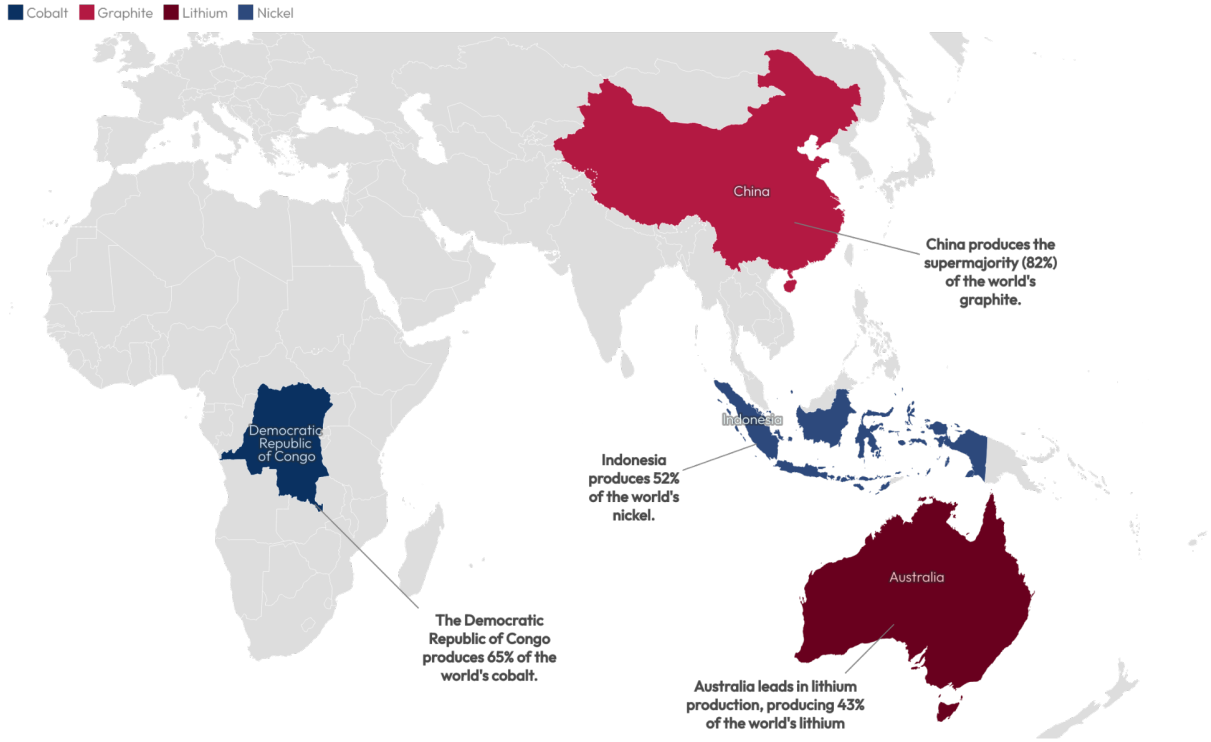 Cobalt Graphite Lithium Nickel
China
China produces the
supermajority (82%)
of the world's
graphite.
Indonesia
Democratic
Republic
of Congo
Indonesia
produces 52%
of the world's
nickel.
Australia
The Democratic
Republic of Congo
produces 65% of the
world's cobalt.
Australia leads in lithium
production, producing 43%
of the world's lithium